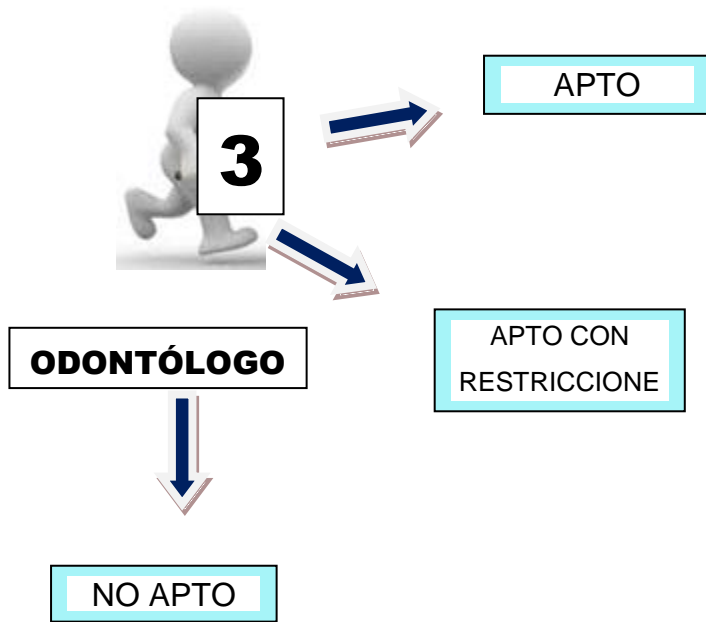 APTO
3
APTO CON
RESTRICCIONE
ODONTÓLOGO
NO APTO